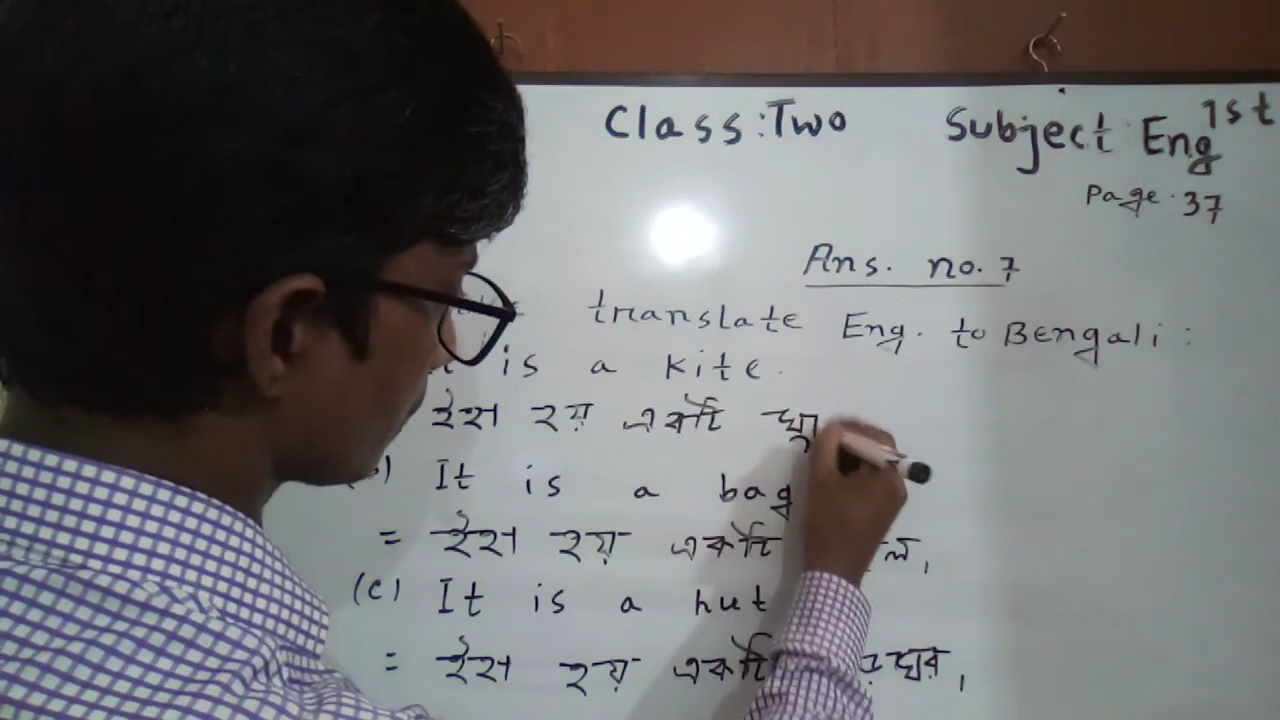 Class:Two Subject Eng 1st
Page. 37
Ans. no. 7
translate Eng. to Bengali:
is a kite.
ইহা হয় একটি
It is a bag
= ইহা হয় একটি
(c) It is a hut
= ইহা হয় একটি